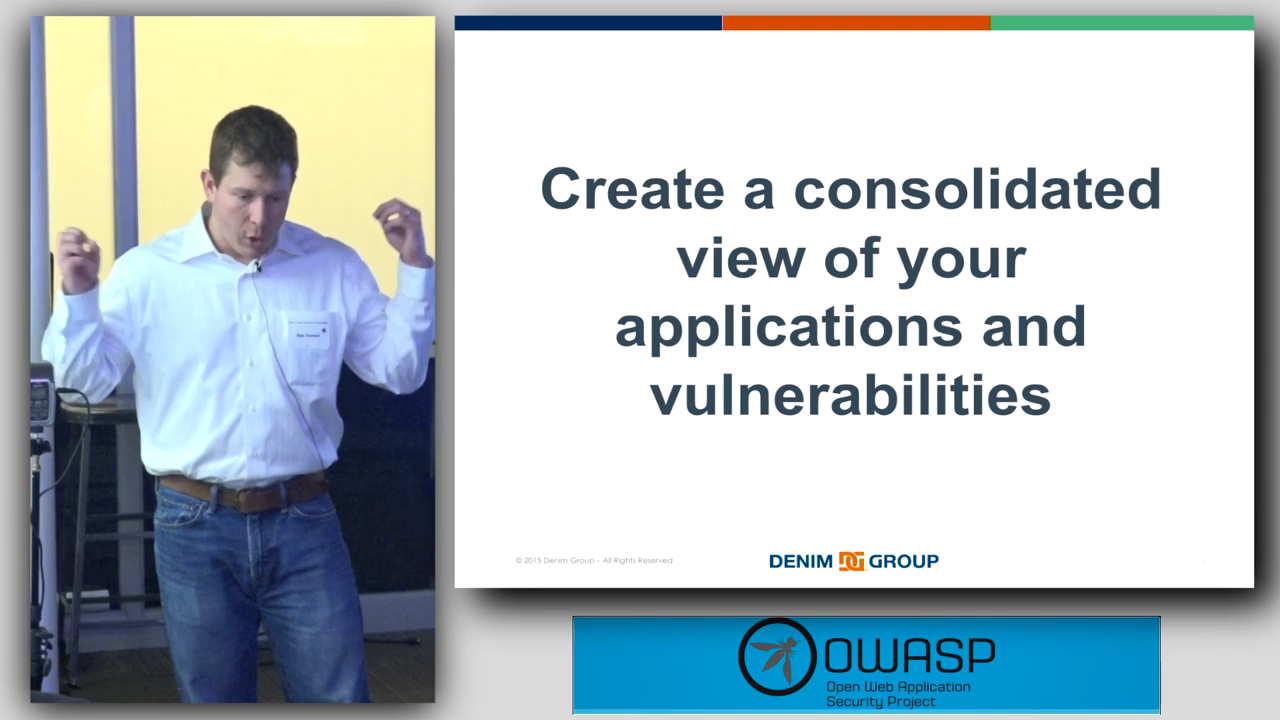 Create a consolidated
view of your
applications and
vulnerabilities
© 2015 Denim Group – All Rights Reserved
DENIM DG GROUP
OWASP
Open Web Application
Security Project